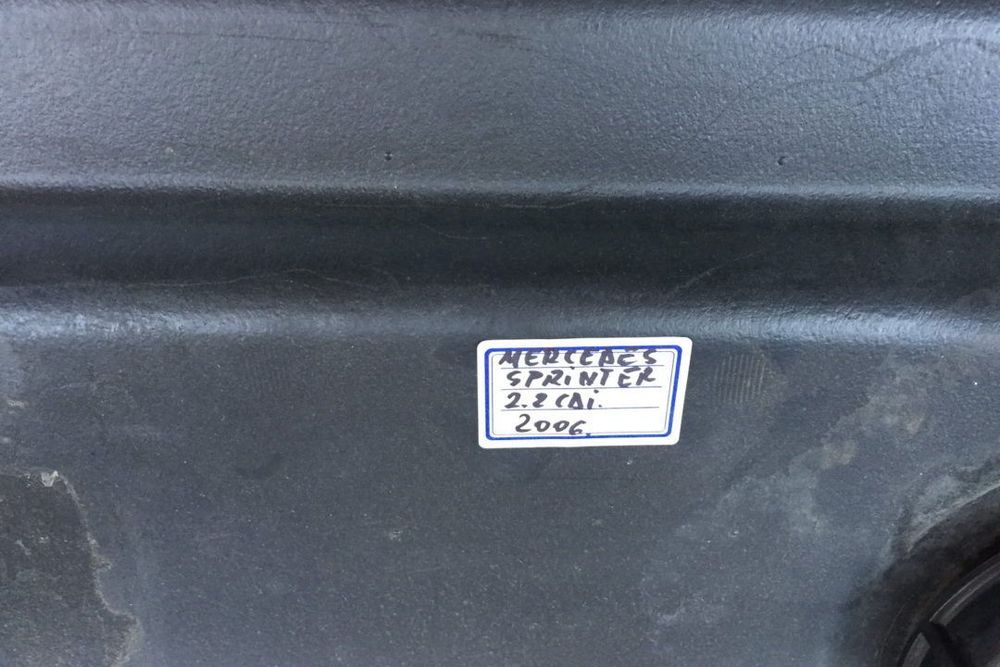 MERCEDES
SPRiNTER
2.2 CDi.
2006.